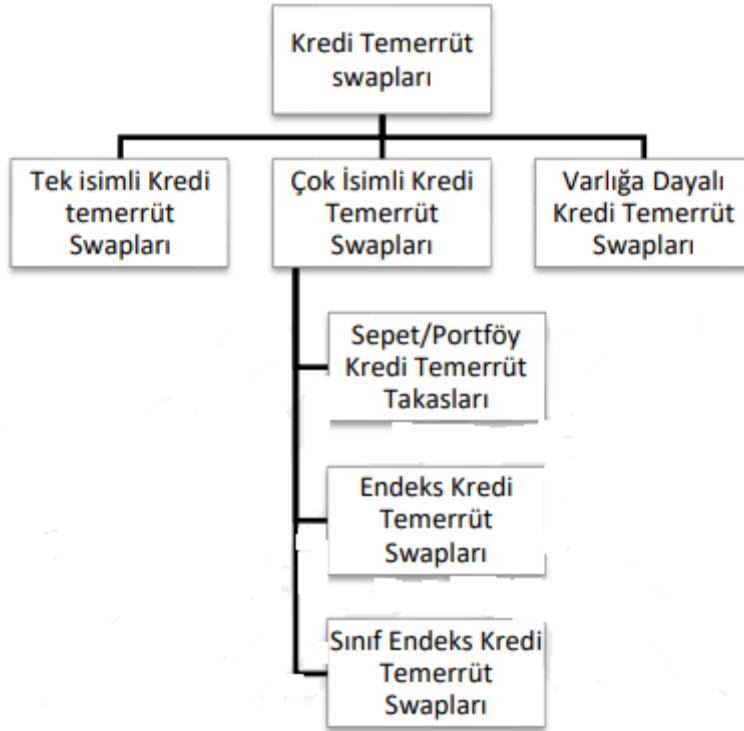 Kredi Temerrüt
swapları
Tek isimli Kredi
temerrüt
Swapları
Çok İsimli Kredi
Temerrüt
Swapları
Varlığa Dayalı
Kredi Temerrüt
Swapları
Sepet/Portföy
Kredi Temerrüt
Takasları
Endeks Kredi
Temerrüt
Swapları
Sınıf Endeks Kredi
Temerrüt
Swapları